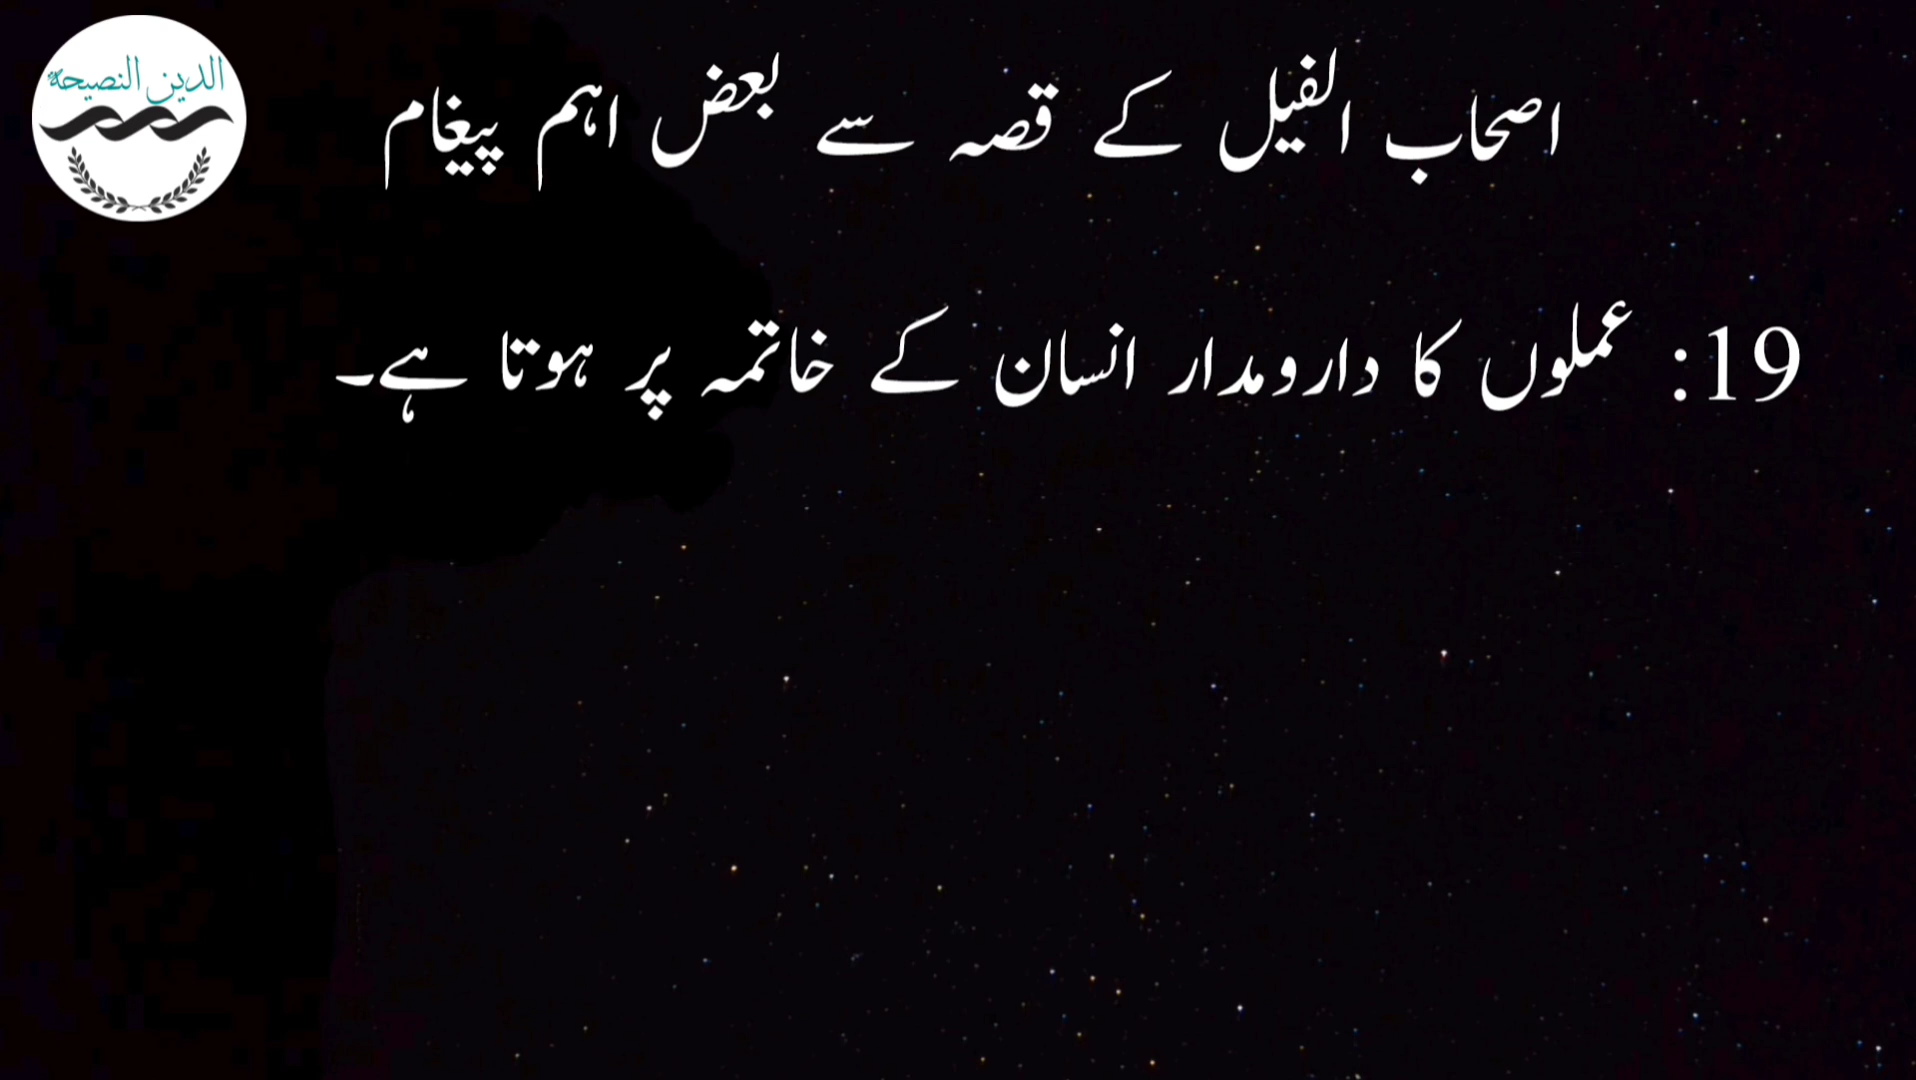 الدین النصیحة
اصحاب الفیل کے قصہ سے بعض اہم پیغام
19: عملوں کا دارومدار انسان کے خاتمہ پر ہوتا ہے۔